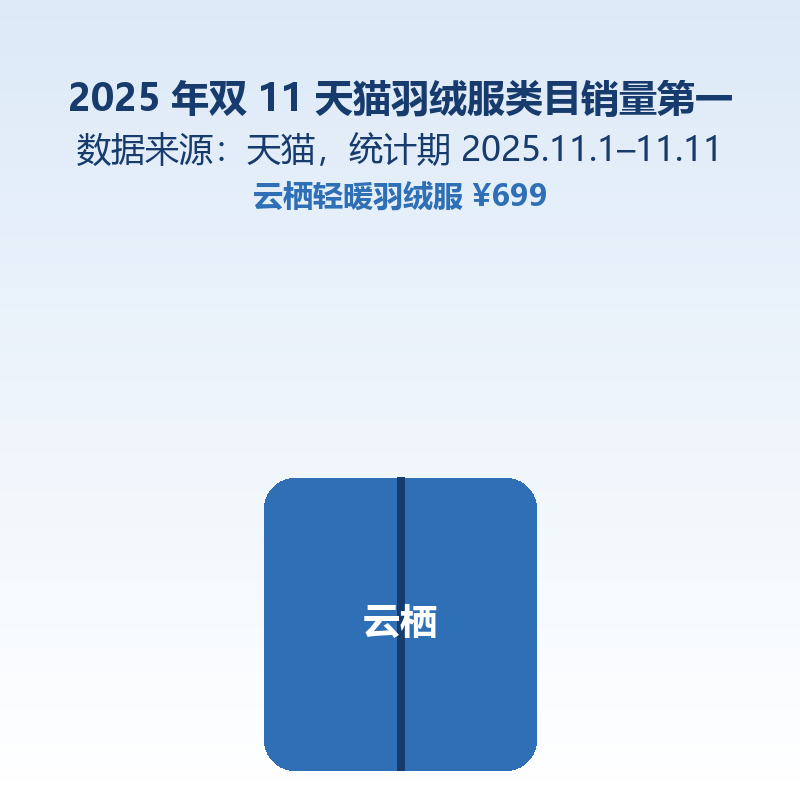 2025 年双 11 天猫羽绒服类目销量第一
数据来源：天猫，统计期 2025.11.1–11.11
云栖轻暖羽绒服 ¥699
云栖